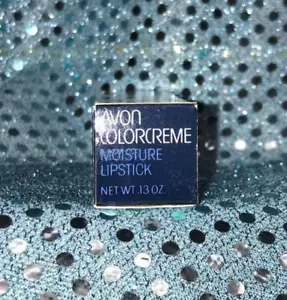 AVON
COLORCREME
MOISTURE
LIPSTICK
NET WT .13 OZ